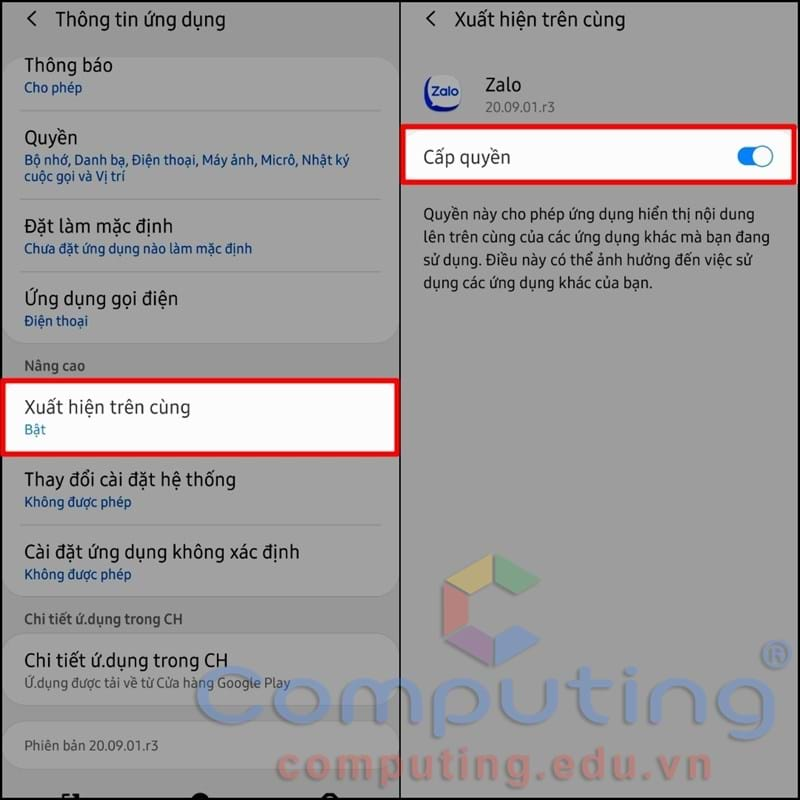 Thông tin ứng dụng
Thông báo
Cho phép
Quyền
Bộ nhớ, Danh bạ, Điện thoại, Máy ảnh, Micrô, Nhật ký
cuộc gọi và Vị trí
Đặt làm mặc định
Chưa đặt ứng dụng nào làm mặc định
Ứng dụng gọi điện
Điện thoại
Nâng cao
Xuất hiện trên cùng
Bật
Thay đổi cài đặt hệ thống
Không được phép
Cài đặt ứng dụng không xác định
Không được phép
Chi tiết ứ.dụng trong CH
Chi tiết ứ.dụng trong CH
Ứ.dụng được tải về từ Cửa hàng Google Play
Phiên bản 20.09.01.r3
Xuất hiện trên cùng
Zalo
Zalo
20.09.01.r3
Cấp quyền
Quyền này cho phép ứng dụng hiển thị nội dung
lên trên cùng của các ứng dụng khác mà bạn đang
sử dụng. Điều này có thể ảnh hưởng đến việc sử
dụng các ứng dụng khác của bạn.
Computing®
computing.edu.vn